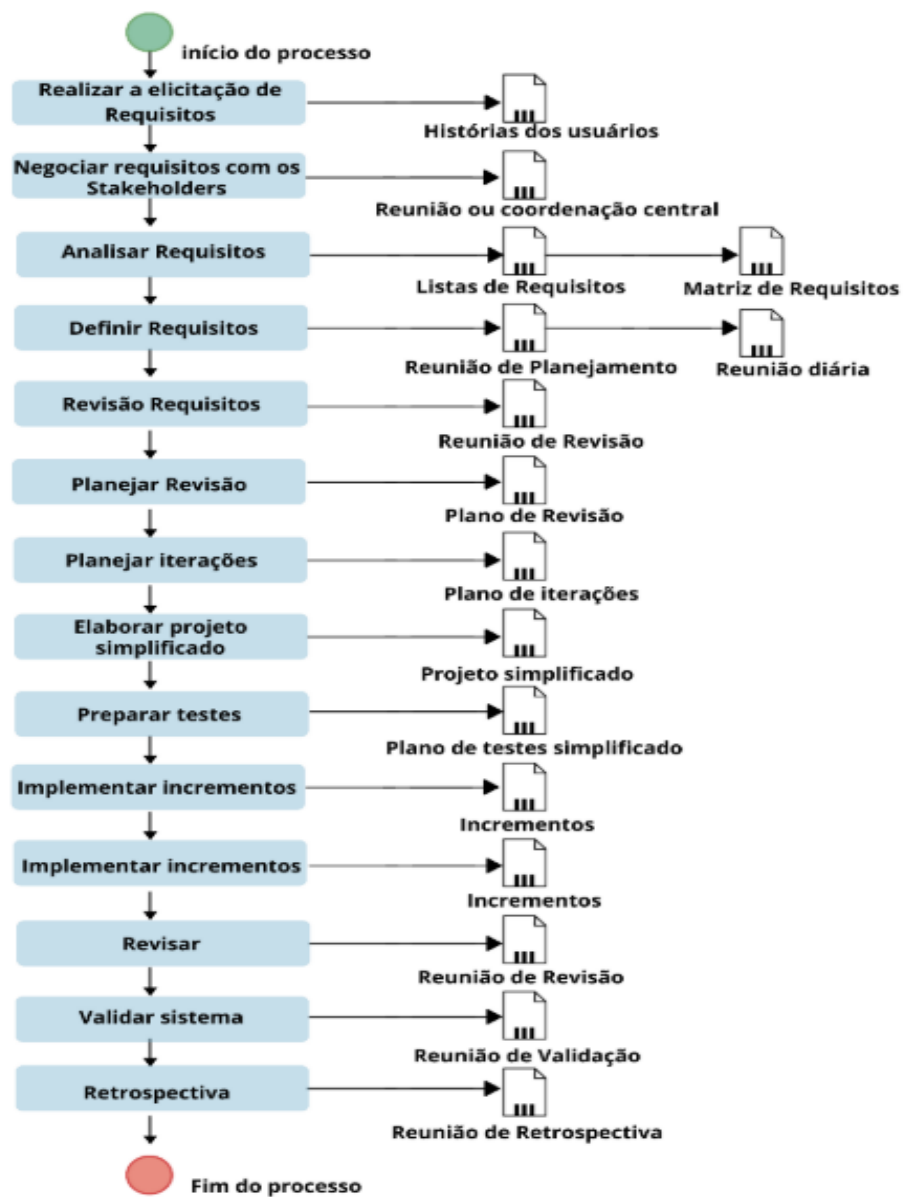 início do processo
Realizar a elicitação de
Requisitos
Histórias dos usuários
Negociar requisitos com os
Stakeholders
Reunião ou coordenação central
Analisar Requisitos
Listas de Requisitos
Matriz de Requisitos
Definir Requisitos
Reunião de Planejamento
Reunião diária
Revisão Requisitos
Reunião de Revisão
Planejar Revisão
Plano de Revisão
Planejar iterações
Plano de iterações
Elaborar projeto
simplificado
Projeto simplificado
Preparar testes
Plano de testes simplificado
Implementar incrementos
Incrementos
Implementar incrementos
Incrementos
Revisar
Reunião de Revisão
Validar sistema
Reunião de Validação
Retrospectiva
Reunião de Retrospectiva
Fim do processo